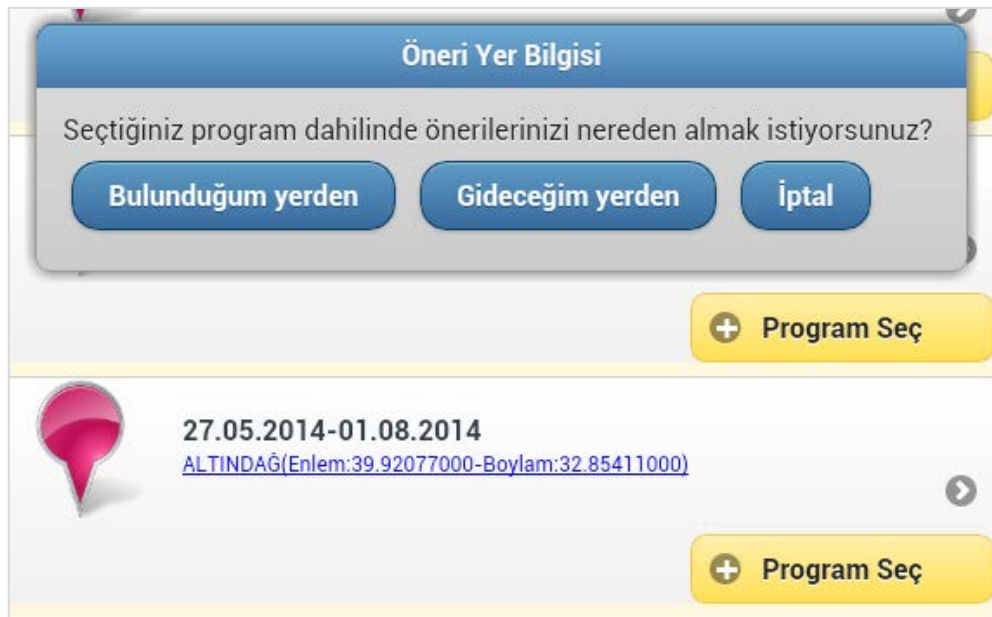 Öneri Yer Bilgisi
Seçtiğiniz program dahilinde önerilerinizi nereden almak istiyorsunuz?
Bulunduğum yerden
Gideceğim yerden
İptal
Program Seç
27.05.2014-01.08.2014
ALTINDAĞ(Enlem:39.92077000-Boylam:32.85411000)
Program Seç